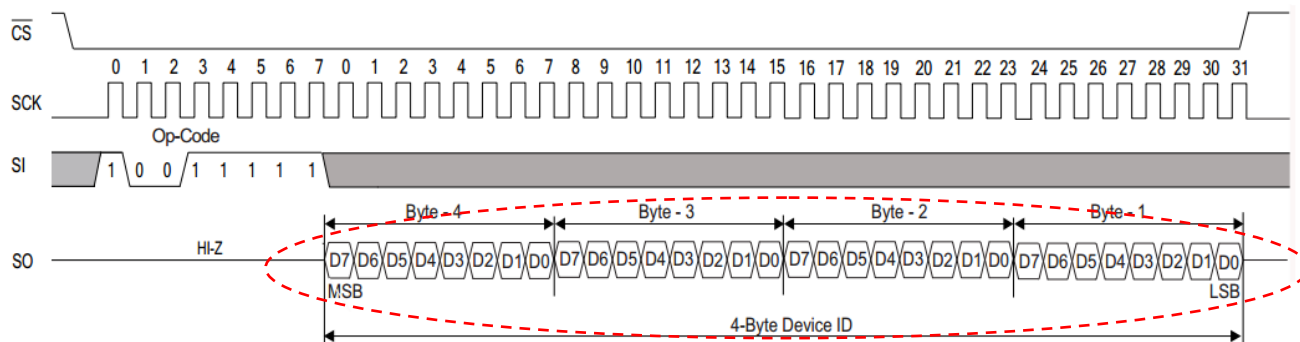 CS
0 1 2 3 4 5 6 7 0 1 2 3 4 5 6 7 8 9 10 11 12 13 14 15 16 17 18 19 20 21 22 23 24 25 26 27 28 29 30 31
SCK
Op-Code
SI 1 0 0 1 1 1 1 1
Byte - 4 Byte - 3 Byte - 2 Byte - 1
HI-Z
SO D7 D6 D5 D4 D3 D2 D1 D0 D7 D6 D5 D4 D3 D2 D1 D0 D7 D6 D5 D4 D3 D2 D1 D0 D7 D6 D5 D4 D3 D2 D1 D0
MSB LSB
4-Byte Device ID